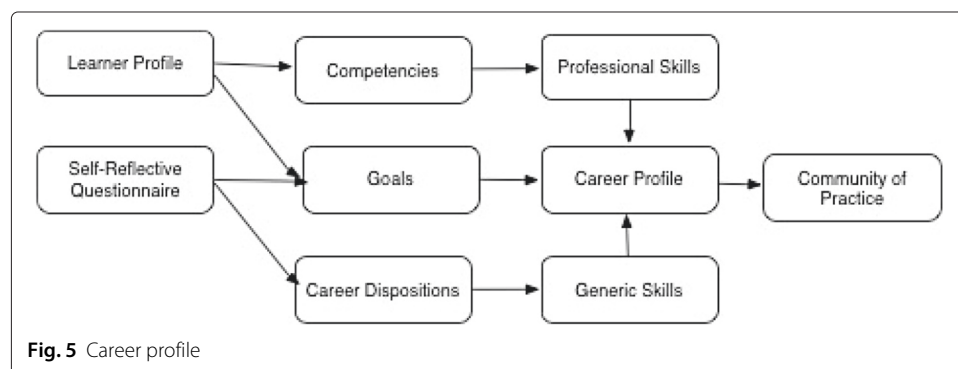 Learner Profile
Competencies
Professional Skills
Self-Reflective
Questionnaire
Goals
Career Profile
Community of
Practice
Career Dispositions
Generic Skills
Fig. 5 Career profile